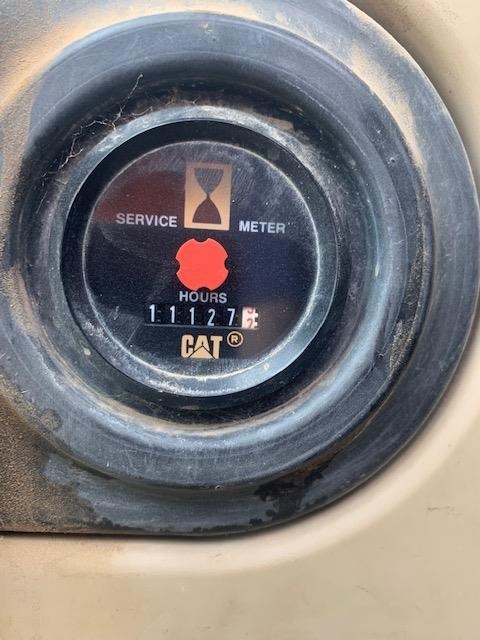 SERVICE METER
HOURS
11127
CAT ®